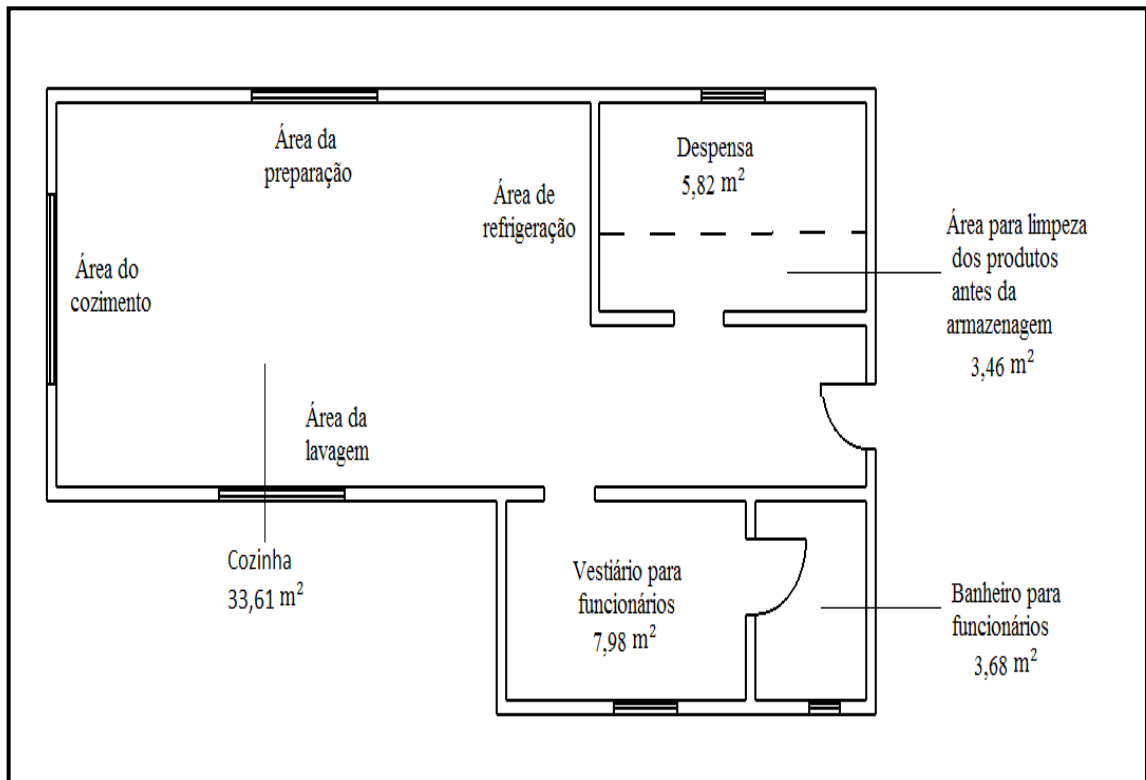 Área da
preparação
Despensa
5,82 m²
Área de
refrigeração
Área para limpeza
dos produtos
antes da
armazenagem
3,46 m²
Área do
cozimento
Área da
lavagem
Cozinha
33,61 m²
Vestiário para
funcionários
7,98 m²
Banheiro para
funcionários
3,68 m²